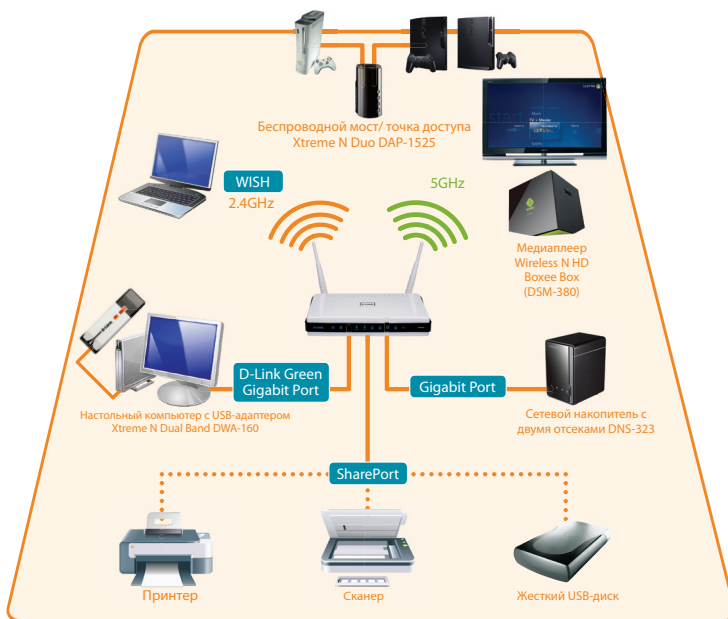 Беспроводной мост/ точка доступа
Xtreme N Duo DAP-1525
WISH
2.4GHz
5GHz
Медиаплеер
Wireless N HD
Boxee Box
(DSM-380)
D-Link Green
Gigabit Port
Gigabit Port
Настольный компьютер с USB-адаптером
Xtreme N Dual Band DWA-160
Сетевой накопитель с
двумя отсеками DNS-323
SharePort
Принтер
Сканер
Жесткий USB-диск